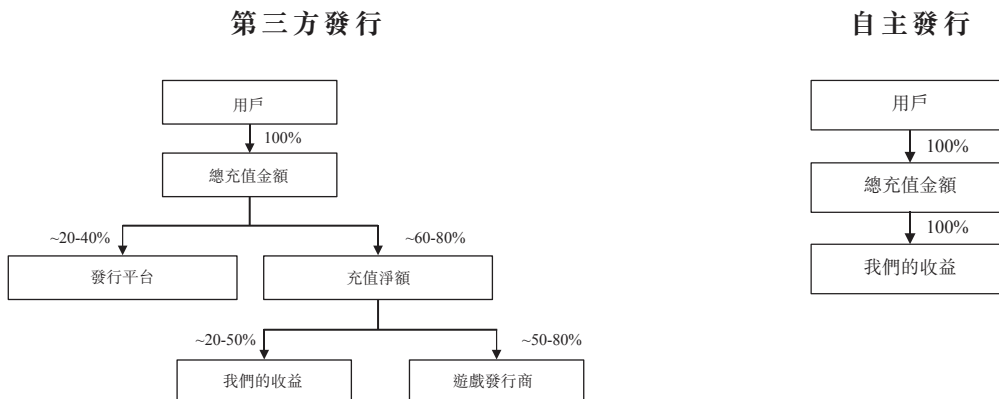 第三方發行
自主發行
用戶
100%
總充值金額
~20-40%
~60-80%
發行平台
充值淨額
~20-50%
~50-80%
我們的收益
遊戲發行商
用戶
100%
總充值金額
100%
我們的收益